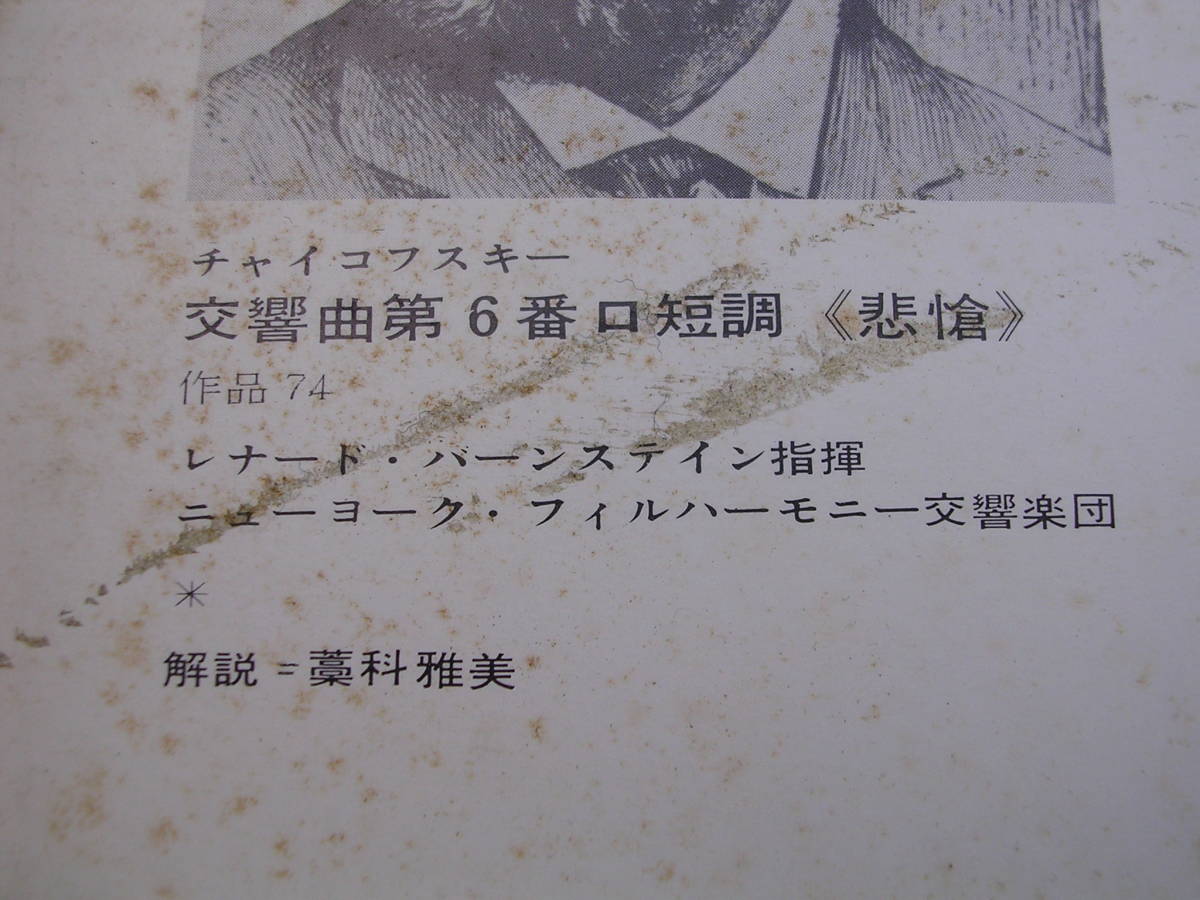 チャイコフスキー
交響曲第6番ロ短調《悲愴》
作品74
レナード・バーンステイン指揮
ニューヨーク・フィルハーモニー交響楽団
*
解説=藁科雅美